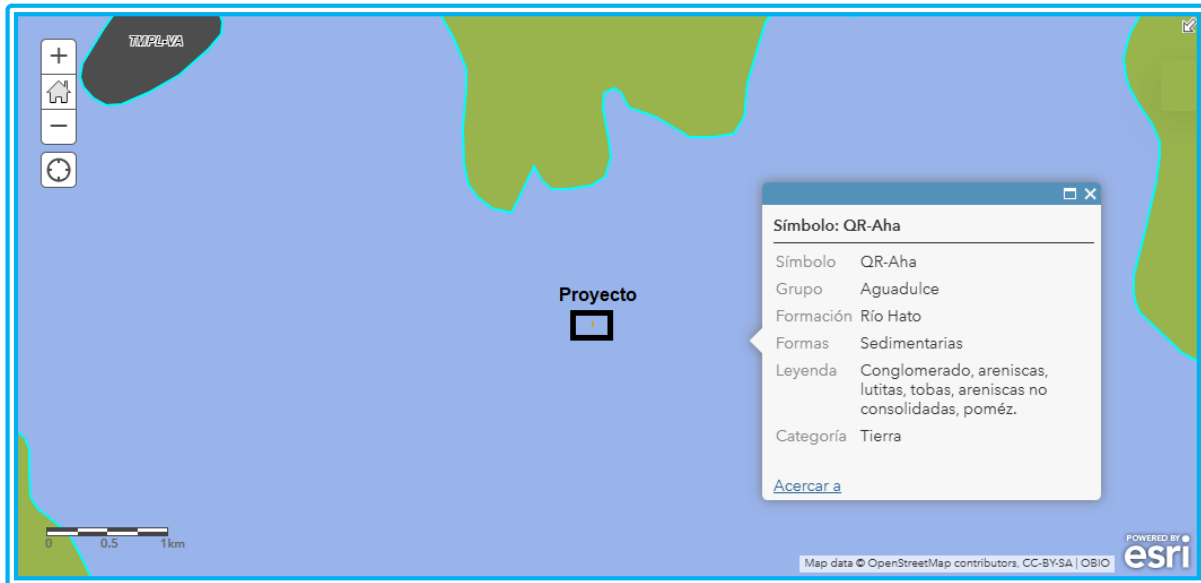 TMPL-VA
Proyecto
Símbolo: QR-Aha
Símbolo QR-Aha
Grupo Aguadulce
Formación Río Hato
Formas Sedimentarias
Leyenda Conglomerado, areniscas,
lutitas, tobas, areniscas no
consolidadas, poméz.
Categoría Tierra
Acercar a
0 0.5 1km
Map data © OpenStreetMap contributors, CC-BY-SA | OBIO
POWERED BY
esri